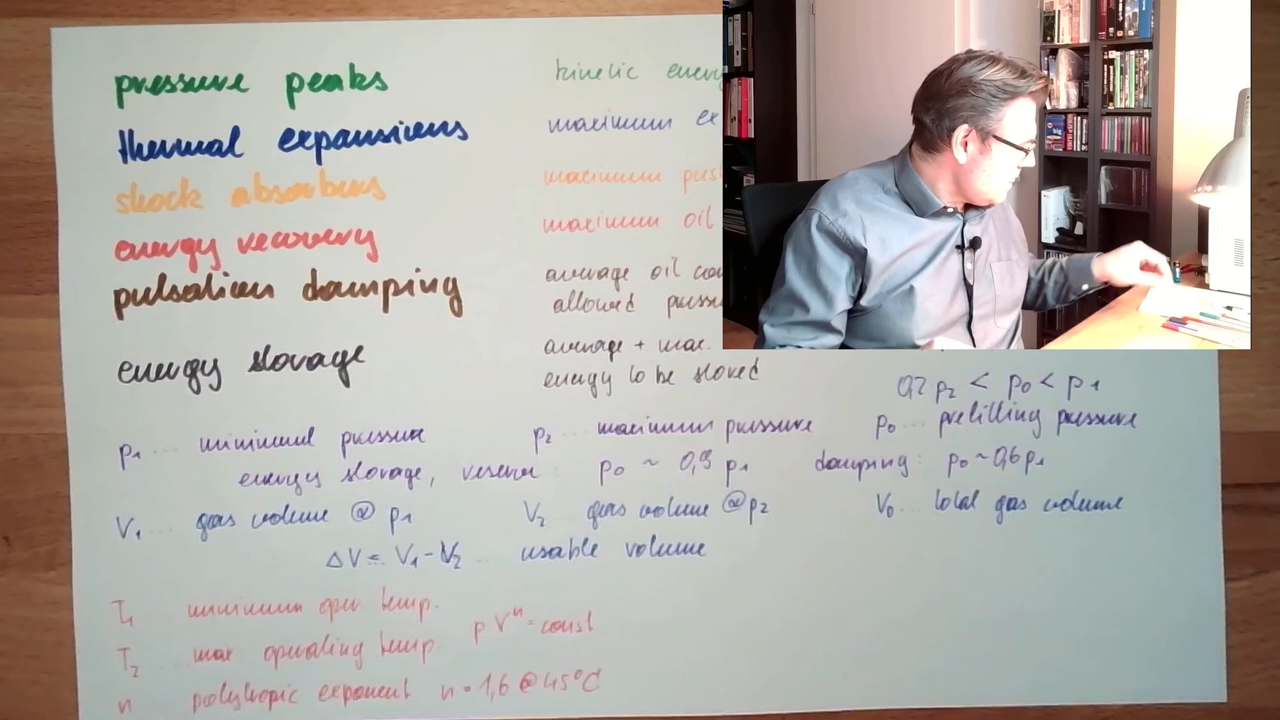 pressure peaks kinetic energy
thermal expansions maximum ex
shock absorbers maximum
energy recovery maximum oil
pulsation damping average oil
allowed pressu
energy storage average + max.
energy to be stored
0,2 p₂ < p₀ < p₁
p₁ ... minimul pressure p₂ ... maximum pressure p₀ ... prefilling pressure
energy storage, reserve : p₀ ~ 0,9 p₁ damping: p₀ ~ 0,6 p₁
V₁ ... gas volume @ p₁ V₂ gas volume @ p₂ V₀ ... total gas volume
ΔV = V₁ - V₂ ... usable volume
T₁ minimum oper. temp.
p Vⁿ = const
T₂ max operating temp.
n polytropic exponent n = 1,6 @ 45°C